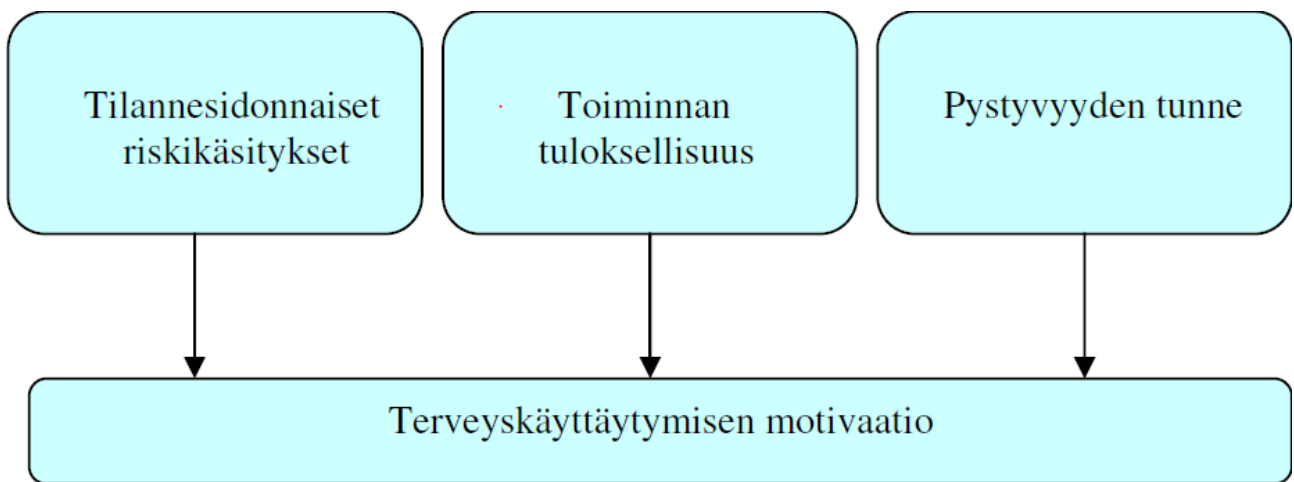 Tilannesidonnaiset
riskikäsitykset
Toiminnan
tuloksellisuus
Pystyvyyden tunne
Terveyskäyttäytymisen motivaatio